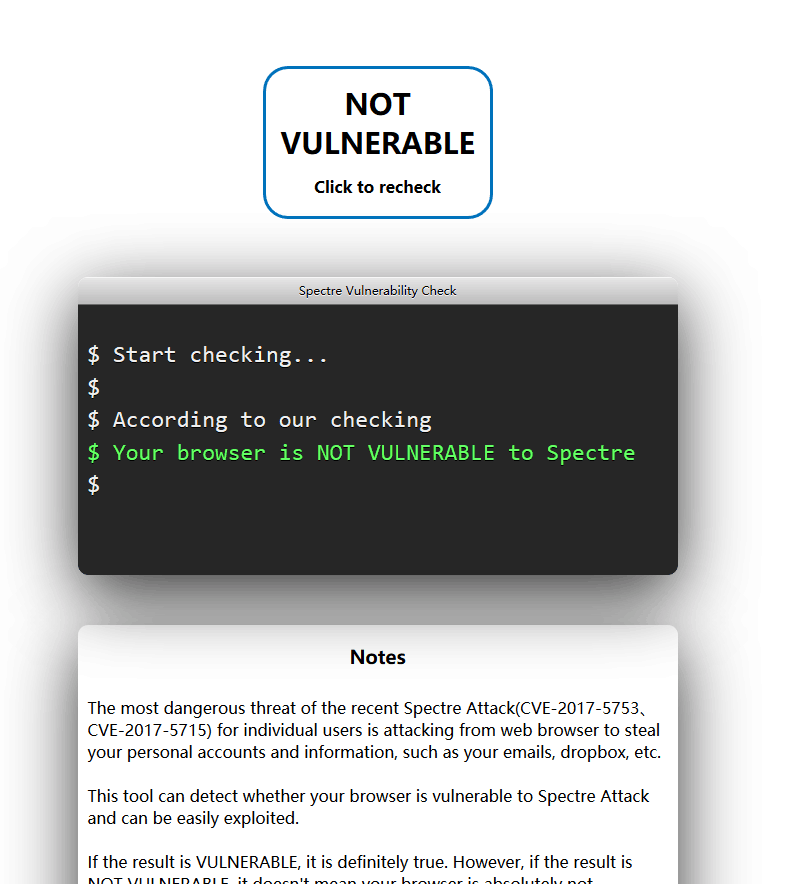 NOT
VULNERABLE
Click to recheck
Spectre Vulnerability Check
$ Start checking...
$
$ According to our checking
$ Your browser is NOT VULNERABLE to Spectre
$
Notes
The most dangerous threat of the recent Spectre Attack(CVE-2017-5753、
CVE-2017-5715) for individual users is attacking from web browser to steal
your personal accounts and information, such as your emails, dropbox, etc.
This tool can detect whether your browser is vulnerable to Spectre Attack
and can be easily exploited.
If the result is VULNERABLE, it is definitely true. However, if the result is
NOT VULNERABLE, it doesn't mean your browser is absolutely not